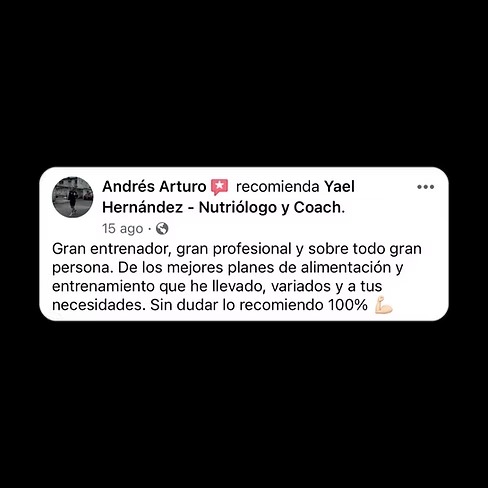 Andrés Arturo recomienda Yael
Hernández - Nutriólogo y Coach.
15 ago ·
Gran entrenador, gran profesional y sobre todo gran
persona. De los mejores planes de alimentación y
entrenamiento que he llevado, variados y a tus
necesidades. Sin dudar lo recomiendo 100% 💪🏻